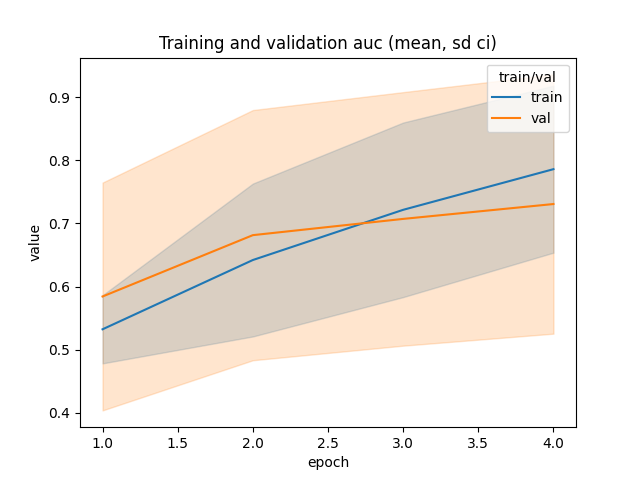 Training and validation auc (mean, sd ci)
train/val
train
val
0.9
0.8
0.7
0.6
0.5
0.4
value
1.0 1.5 2.0 2.5 3.0 3.5 4.0
epoch